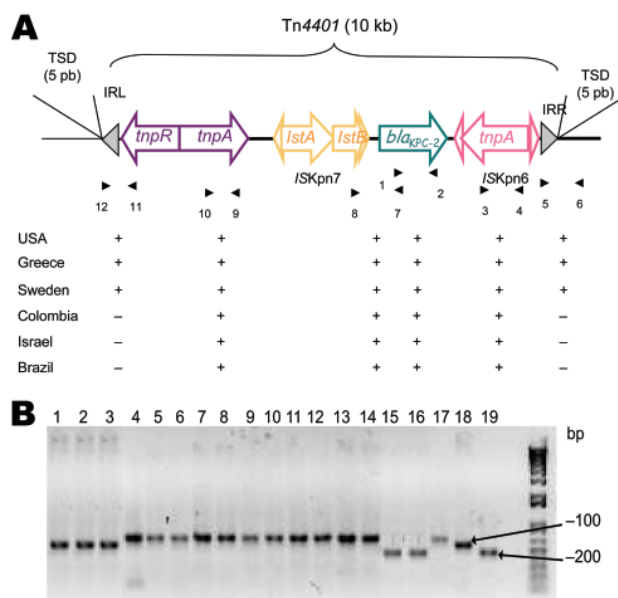 A
Tn4401 (10 kb)
TSD
(5 pb)
TSD
(5 pb)
IRL
IRR
tnpR
tnpA
IstA
IstB
blaKPC-2
tnpA
ISKpn7
ISKpn6
12 11 10 9 8 1 7 2 3 4 5 6
USA + + + + +
Greece + + + + +
Sweden + + + + +
Colombia – + + + –
Israel – + + + –
Brazil – + + + –
B
1 2 3 4 5 6 7 8 9 10 11 12 13 14 15 16 17 18 19
bp
–100
–200